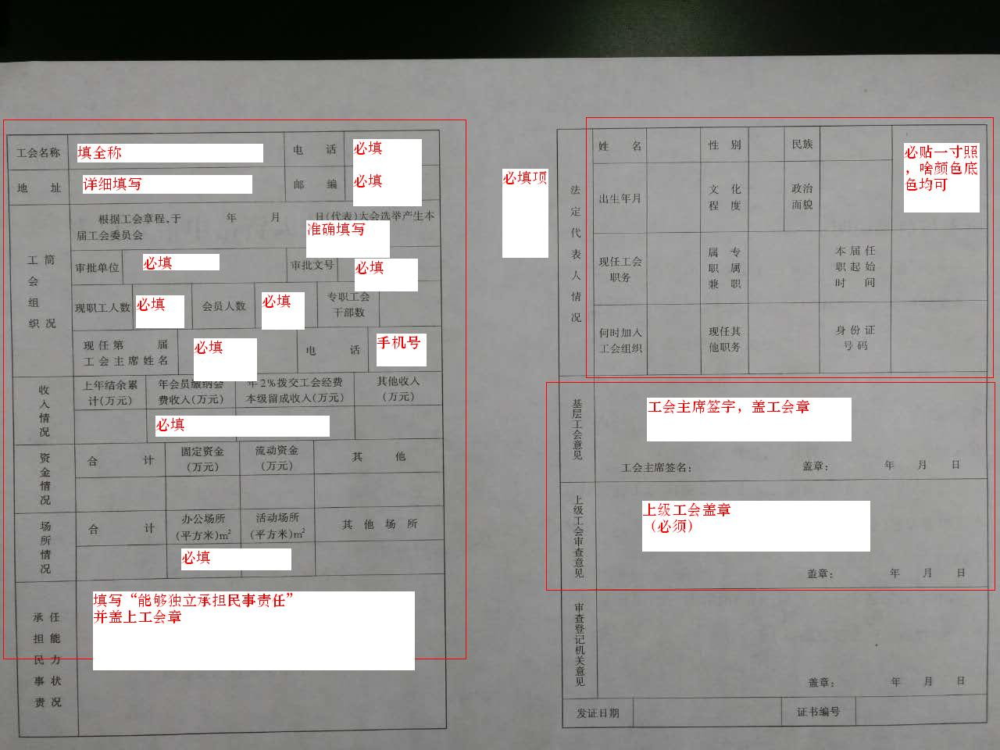 工会名称 填全称 电 话 必填
地 址 详细填写 邮 编 必填
工会组织简况
根据工会章程,于 年 月 日(代表)大会选举产生本
届工会委员会
准确填写
审批单位 必填 审批文号 必填
现职工人数 必填 会员人数 必填 专职工会
干部数
现任第 届
工会主席姓名 必填 电 话 手机号
收入情况
上年结余累
计(万元)
年会员缴纳会
费收入(万元)
年2%拨交工会经费
本级留成收入(万元)
其他收入
(万元)
必填
资金情况
合 计
固定资金
(万元)
流动资金
(万元)
其 他
场所情况
合 计
办公场所
(平方米)m²
活动场所
(平方米)m²
其 他 场 所
必填
承担民事责任能力状况
填写“能够独立承担民事责任”
并盖上工会章
必填项
法定代表人情况
姓 名 性 别 民族
必贴一寸照
，啥颜色底
色均可
出生年月
文 化
程 度
政治
面貌
现任工会
职务
属 专
职 属
兼 职
本 届 任
职 起 始
时 间
何时加入
工会组织
现任其
他职务
身 份 证
号 码
基层工会意见
工会主席签字，盖工会章
工会主席签名： 盖章： 年 月 日
上级工会审查意见
上级工会盖章
（必须）
盖章： 年 月 日
审查登记机关意见
盖章： 年 月 日
发证日期 证书编号